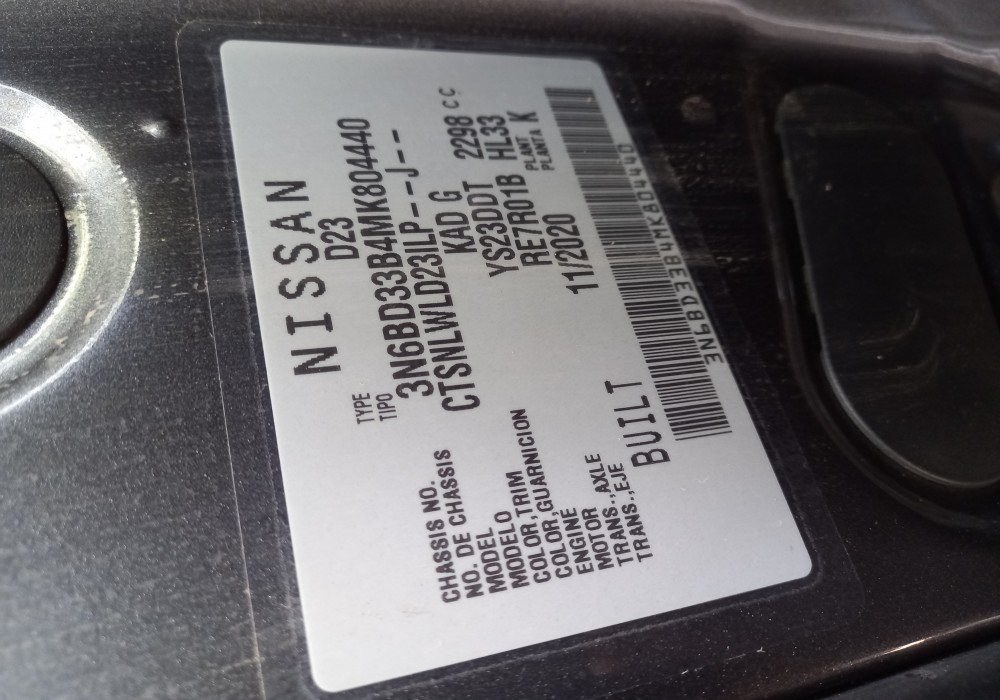 NISSAN
TYPE D23
TIPO
CHASSIS NO. 3N6BD33B4MK804440
NO. DE CHASSIS
MODEL CTSNLWLD23ILP--J--
MODELO
COLOR,TRIM KAD G
COLOR,GUARNICION
ENGINE YS23DDT 2298 CC
MOTOR
TRANS.,AXLE RE7R01B HL33
TRANS.,EJE PLANT K
PLANTA
BUILT 11/2020
3N6BD33B4MK804440